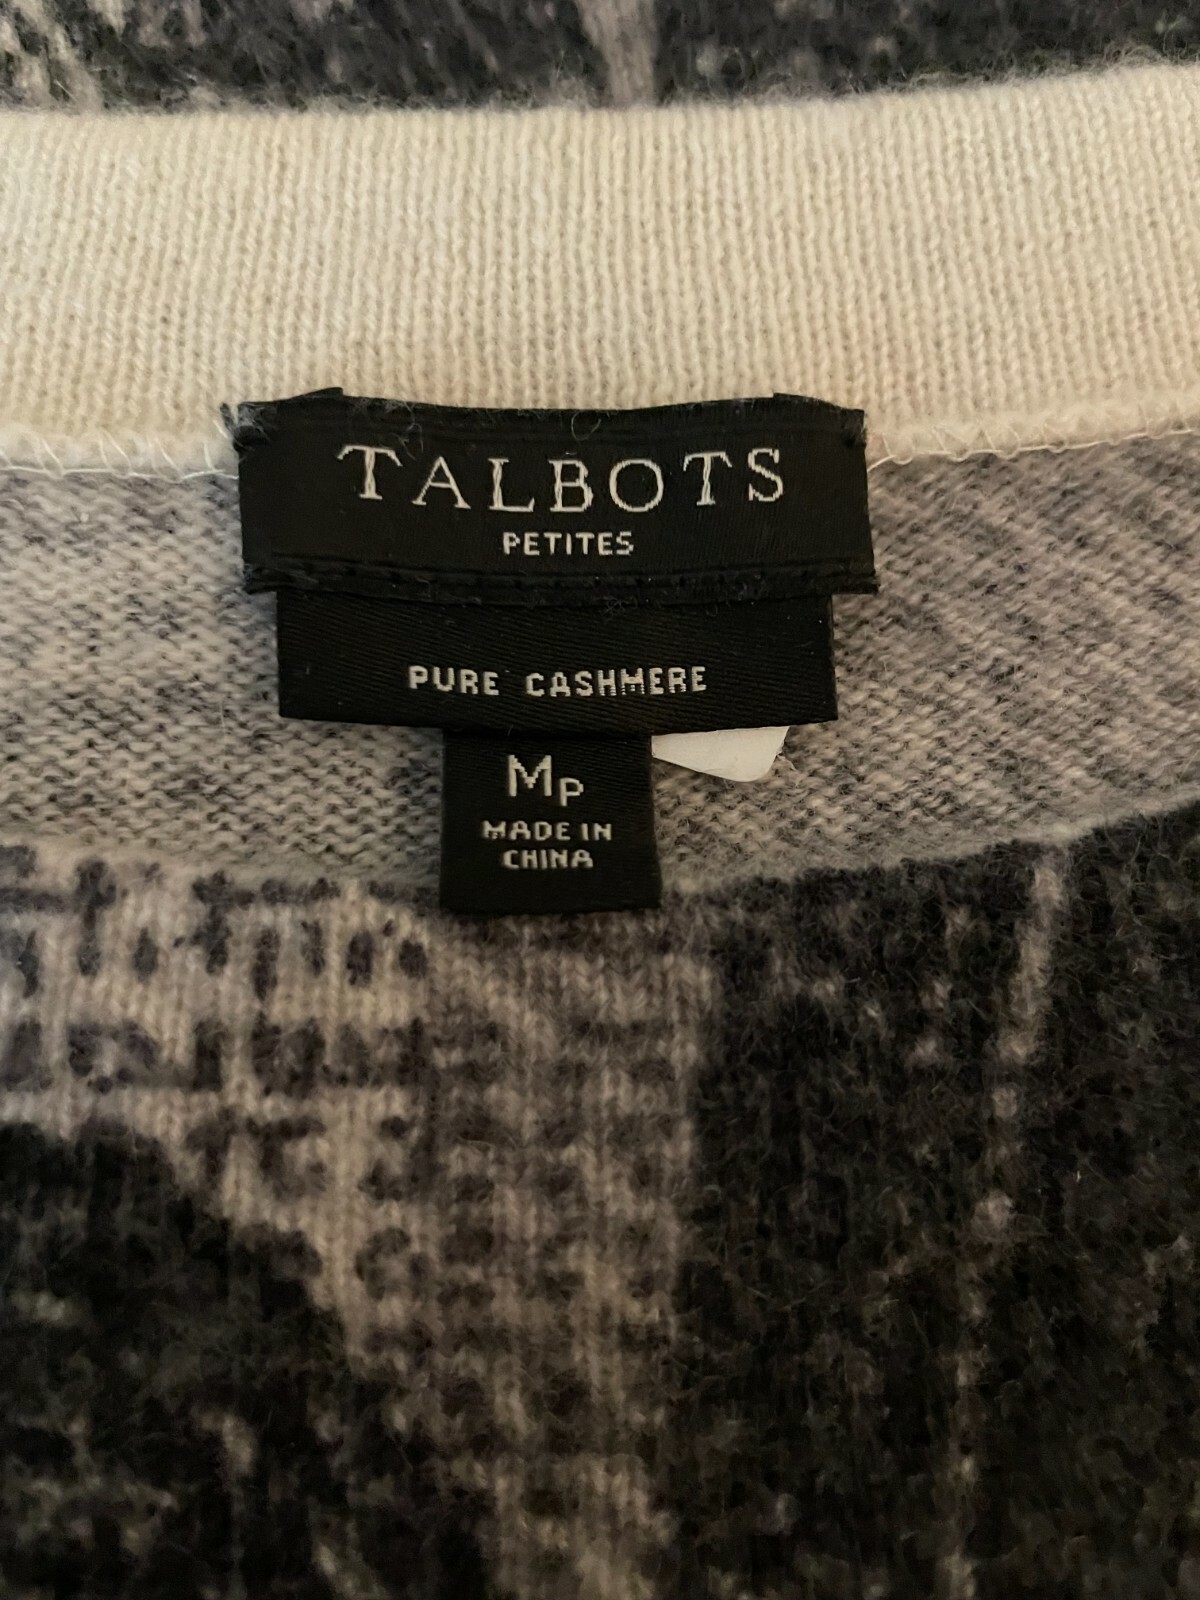 TALBOTS
PETITES
PURE CASHMERE
MP
MADE IN
CHINA